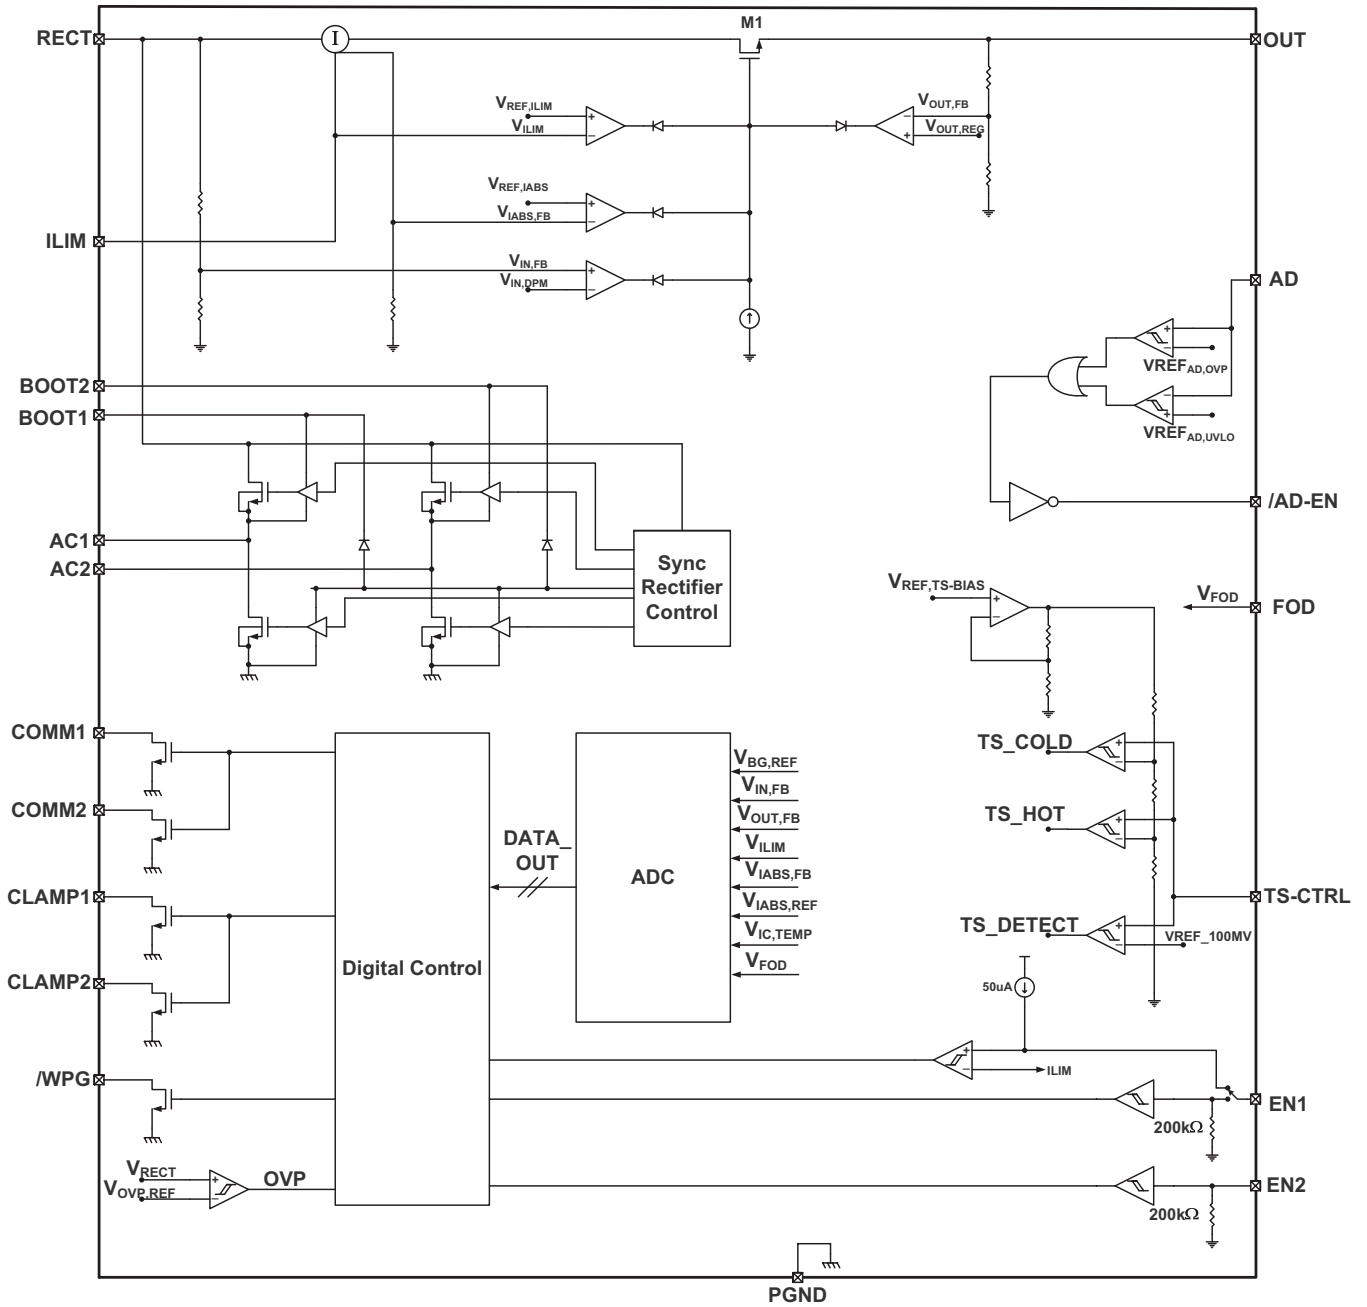 M1
RECT
I
OUT
VREF,ILIM
VILIM
VOUT,FB
VOUT,REG
VREF,IABS
VIABS,FB
ILIM
VIN,FB
VIN,DPM
AD
VREFAD,OVP
VREFAD,UVLO
BOOT2
BOOT1
/AD-EN
AC1
AC2
Sync
Rectifier
Control
VREF,TS-BIAS
VFOD
FOD
COMM1
COMM2
CLAMP1
CLAMP2
/WPG
Digital Control
DATA_
OUT
ADC
VBG,REF
VIN,FB
VOUT,FB
VILIM
VIABS,FB
VIABS,REF
VIC,TEMP
VFOD
TS_COLD
TS_HOT
TS-CTRL
TS_DETECT
VREF_100MV
50uA
ILIM
EN1
200kΩ
VRECT
VOVP,REF
OVP
EN2
200kΩ
PGND